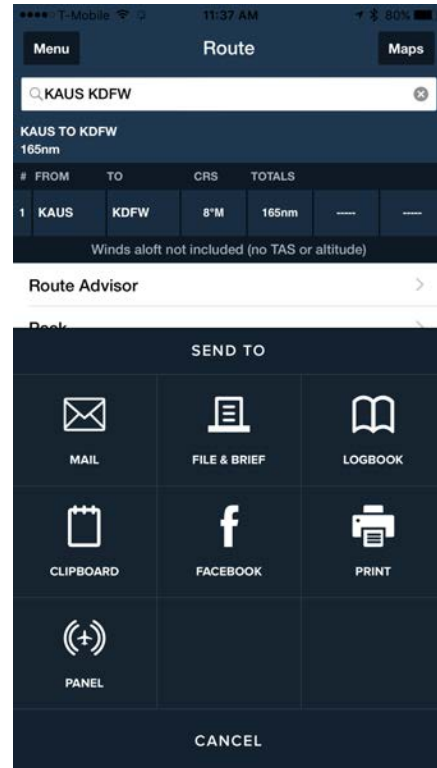 T-Mobile 11:37 AM 80%
Menu Route Maps
KAUS KDFW
KAUS TO KDFW
165nm
# FROM TO CRS TOTALS
1 KAUS KDFW 8°M 165nm ----- -----
Winds aloft not included (no TAS or altitude)
Route Advisor
SEND TO
MAIL FILE & BRIEF LOGBOOK
CLIPBOARD FACEBOOK PRINT
PANEL
CANCEL